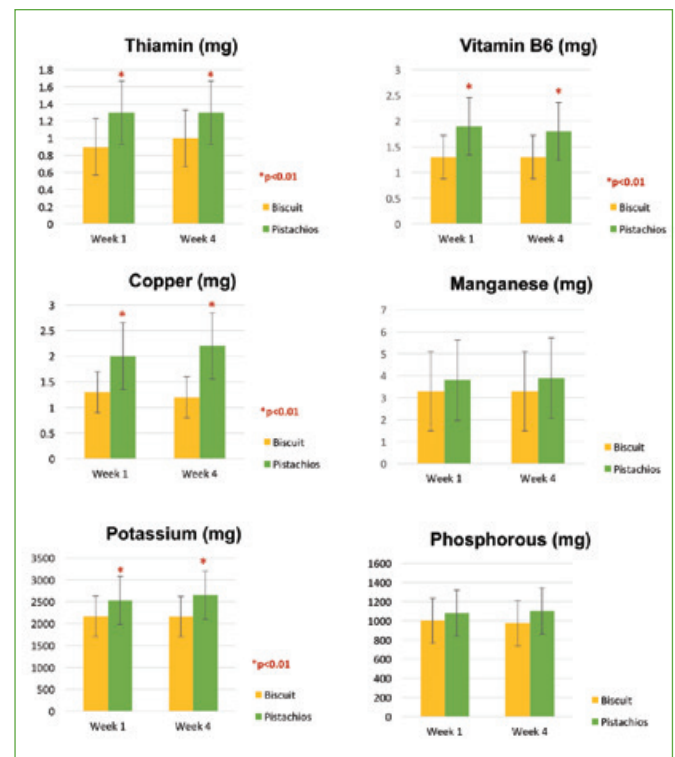 Thiamin (mg)
1.8
1.6
1.4
1.2
1
0.8
0.6
0.4
0.2
0
*
*
Week 1
Week 4
*p<0.01
Biscuit
Pistachios
Vitamin B6 (mg)
3
2.5
2
1.5
1
0.5
0
*
*
Week 1
Week 4
*p<0.01
Biscuit
Pistachios
Copper (mg)
3
2.5
2
1.5
1
0.5
0
*
*
Week 1
Week 4
*p<0.01
Biscuit
Pistachios
Manganese (mg)
7
6
5
4
3
2
1
0
Week 1
Week 4
Biscuit
Pistachios
Potassium (mg)
3500
3000
2500
2000
1500
1000
500
0
*
*
Week 1
Week 4
*p<0.01
Biscuit
Pistachios
Phosphorous (mg)
1600
1400
1200
1000
800
600
400
200
0
Week 1
Week 4
Biscuit
Pistachios